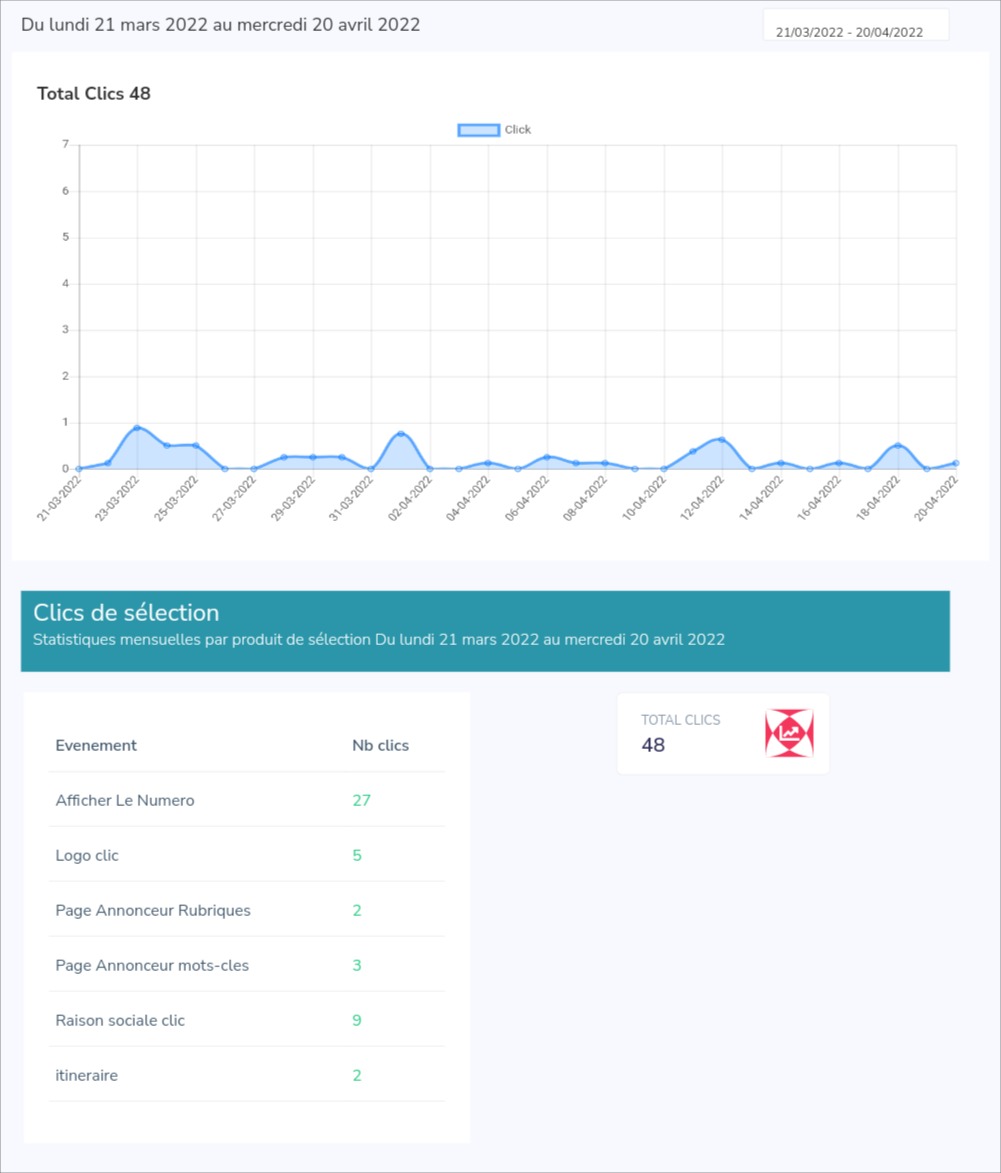 Du lundi 21 mars 2022 au mercredi 20 avril 2022
21/03/2022 - 20/04/2022
Total Clics 48
Click
7
6
5
4
3
2
1
0
21-03-2022
23-03-2022
25-03-2022
27-03-2022
29-03-2022
31-03-2022
02-04-2022
04-04-2022
06-04-2022
08-04-2022
10-04-2022
12-04-2022
14-04-2022
16-04-2022
18-04-2022
20-04-2022
Clics de sélection
Statistiques mensuelles par produit de sélection Du lundi 21 mars 2022 au mercredi 20 avril 2022
Evenement Nb clics
Afficher Le Numero 27
Logo clic 5
Page Annonceur Rubriques 2
Page Annonceur mots-cles 3
Raison sociale clic 9
itineraire 2
TOTAL CLICS
48